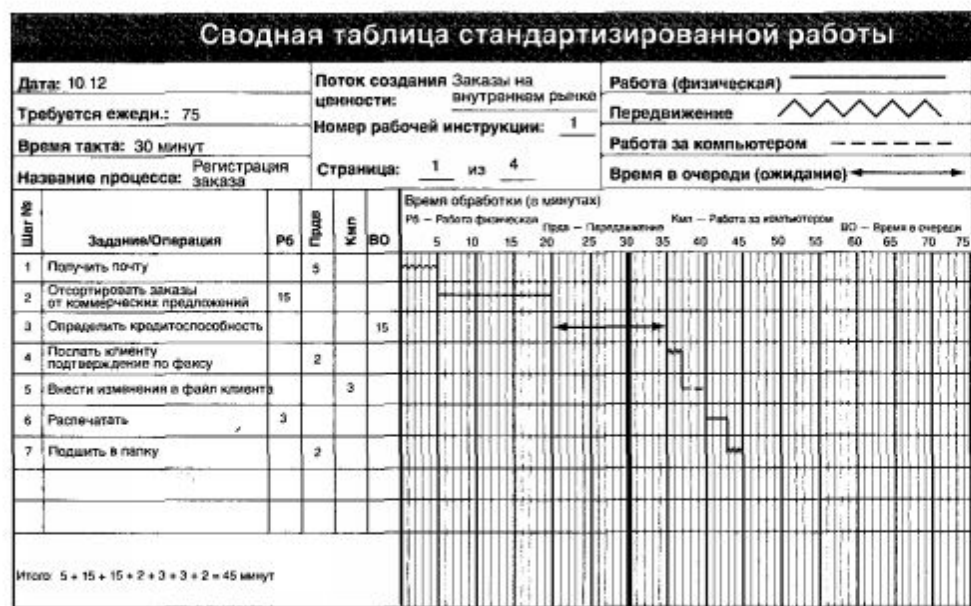 Сводная таблица стандартизированной работы
Дата: 10.12
Требуется ежедн.: 75
Время такта: 30 минут
Название процесса: Регистрация
заказа
Поток создания Заказы на
ценности: внутреннем рынке
Номер рабочей инструкции: 1
Страница: 1 из 4
Работа (физическая)
Передвижение
Работа за компьютером
Время в очереди (ожидание)
Шаг №
Задание/Операция Рб Прдв Кмп ВО
Время обработки (в минутах)
Рб — Работа физическая Прдв — Передвижение Кмп — Работа за компьютером ВО — Время в очереди
5 10 15 20 25 30 35 40 45 50 55 60 65 70 75
1 Получить почту 5
2 Отсортировать заказы
от коммерческих предложений 15
3 Определить кредитоспособность 15
4 Послать клиенту
подтверждение по факсу 2
5 Внести изменения в файл клиента 3
6 Распечатать 3
7 Подшить в папку 2
Итого: 5 + 15 + 15 + 2 + 3 + 3 + 2 = 45 минут